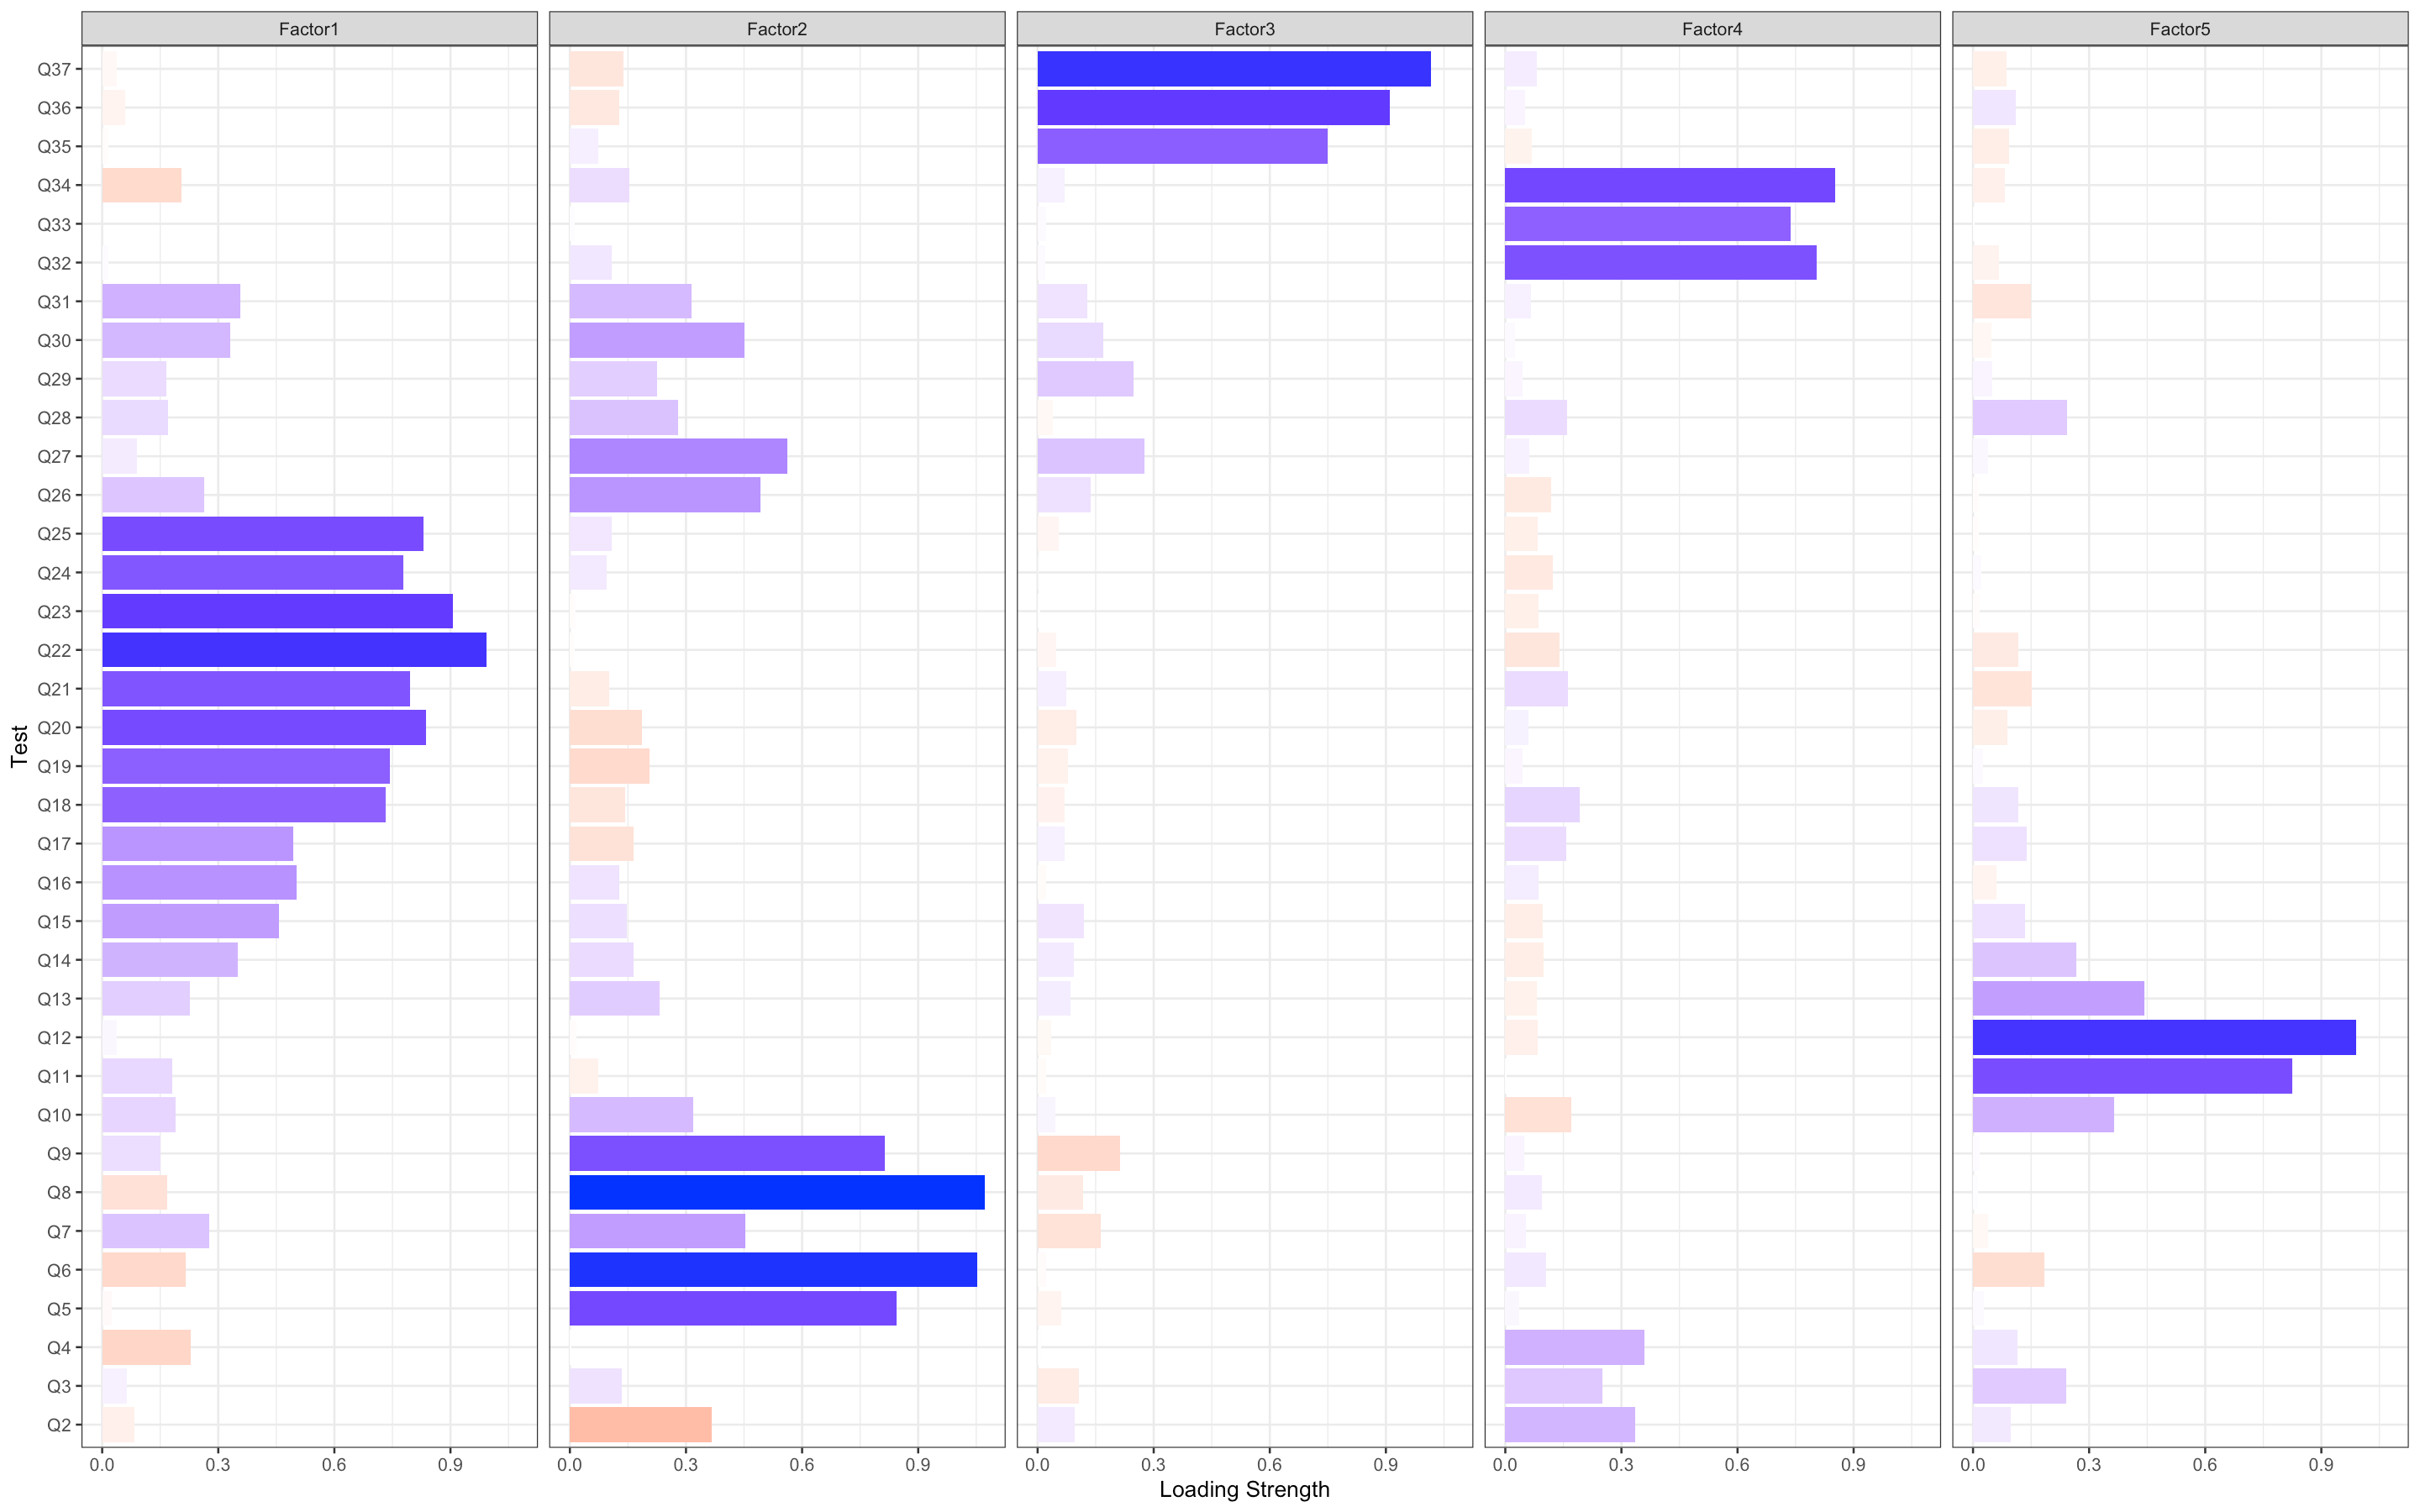 Factor1 Factor2 Factor3 Factor4 Factor5
Q37
Q36
Q35
Q34
Q33
Q32
Q31
Q30
Q29
Q28
Q27
Q26
Q25
Q24
Q23
Q22
Q21
Q20
Q19
Q18
Q17
Q16
Q15
Q14
Q13
Q12
Q11
Q10
Q9
Q8
Q7
Q6
Q5
Q4
Q3
Q2
Test
0.0 0.3 0.6 0.9 0.0 0.3 0.6 0.9 0.0 0.3 0.6 0.9 0.0 0.3 0.6 0.9 0.0 0.3 0.6 0.9
Loading Strength